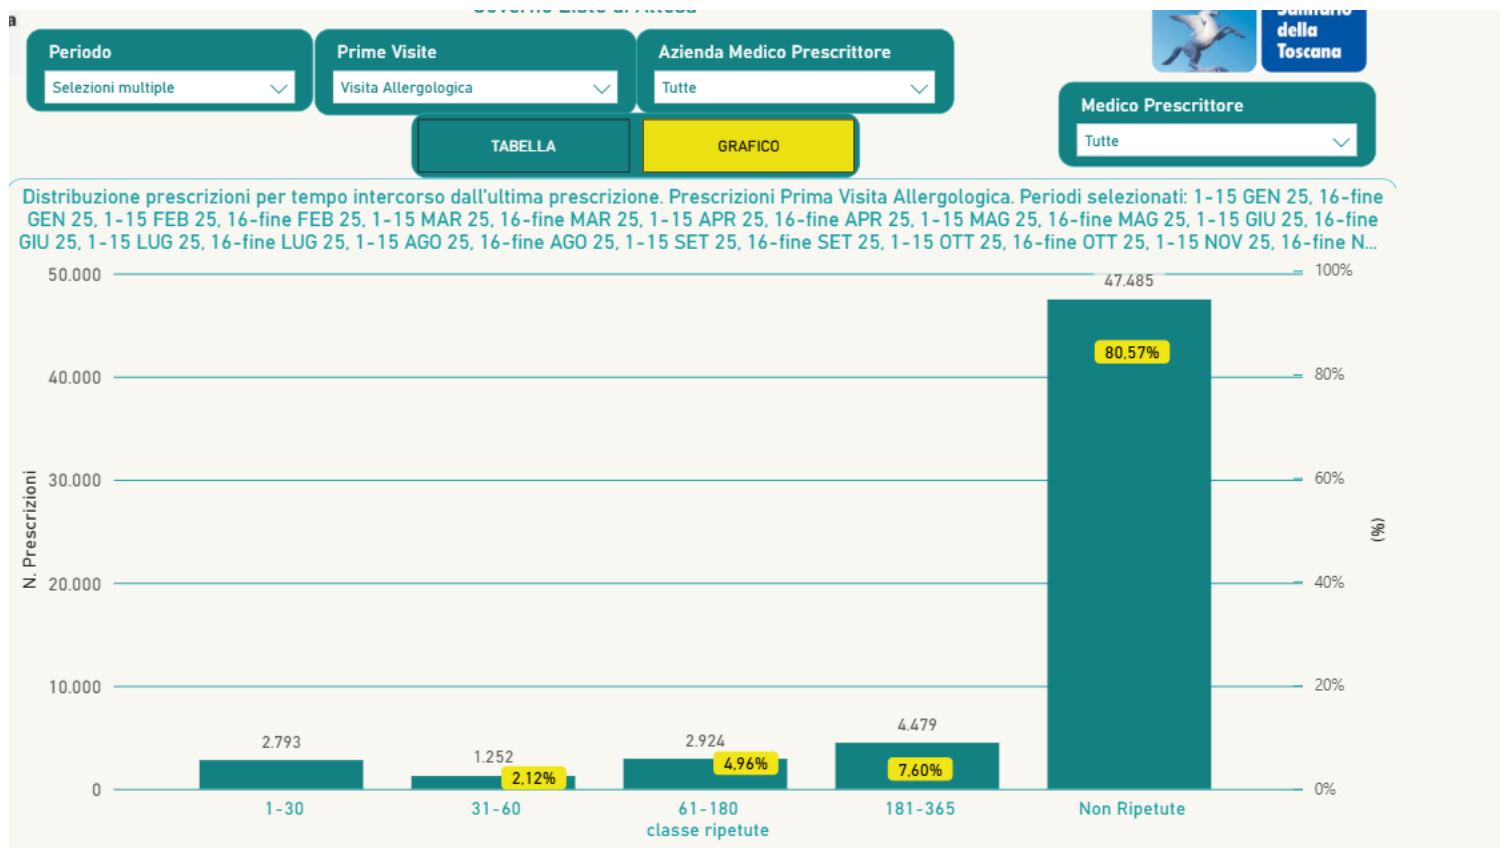 a
Governo Liste di Attesa
Sanitario
della
Toscana
Periodo
Selezioni multiple
Prime Visite
Visita Allergologica
Azienda Medico Prescrittore
Tutte
Medico Prescrittore
Tutte
TABELLA
GRAFICO
Distribuzione prescrizioni per tempo intercorso dall'ultima prescrizione. Prescrizioni Prima Visita Allergologica. Periodi selezionati: 1-15 GEN 25, 16-fine
GEN 25, 1-15 FEB 25, 16-fine FEB 25, 1-15 MAR 25, 16-fine MAR 25, 1-15 APR 25, 16-fine APR 25, 1-15 MAG 25, 16-fine MAG 25, 1-15 GIU 25, 16-fine
GIU 25, 1-15 LUG 25, 16-fine LUG 25, 1-15 AGO 25, 16-fine AGO 25, 1-15 SET 25, 16-fine SET 25, 1-15 OTT 25, 16-fine OTT 25, 1-15 NOV 25, 16-fine N...
50.000
40.000
30.000
20.000
10.000
0
N. Prescrizioni
100%
80%
60%
40%
20%
0%
(%)
2.793
1.252
2,12%
2.924
4,96%
4.479
7,60%
47.485
80,57%
1-30
31-60
61-180
181-365
Non Ripetute
classe ripetute